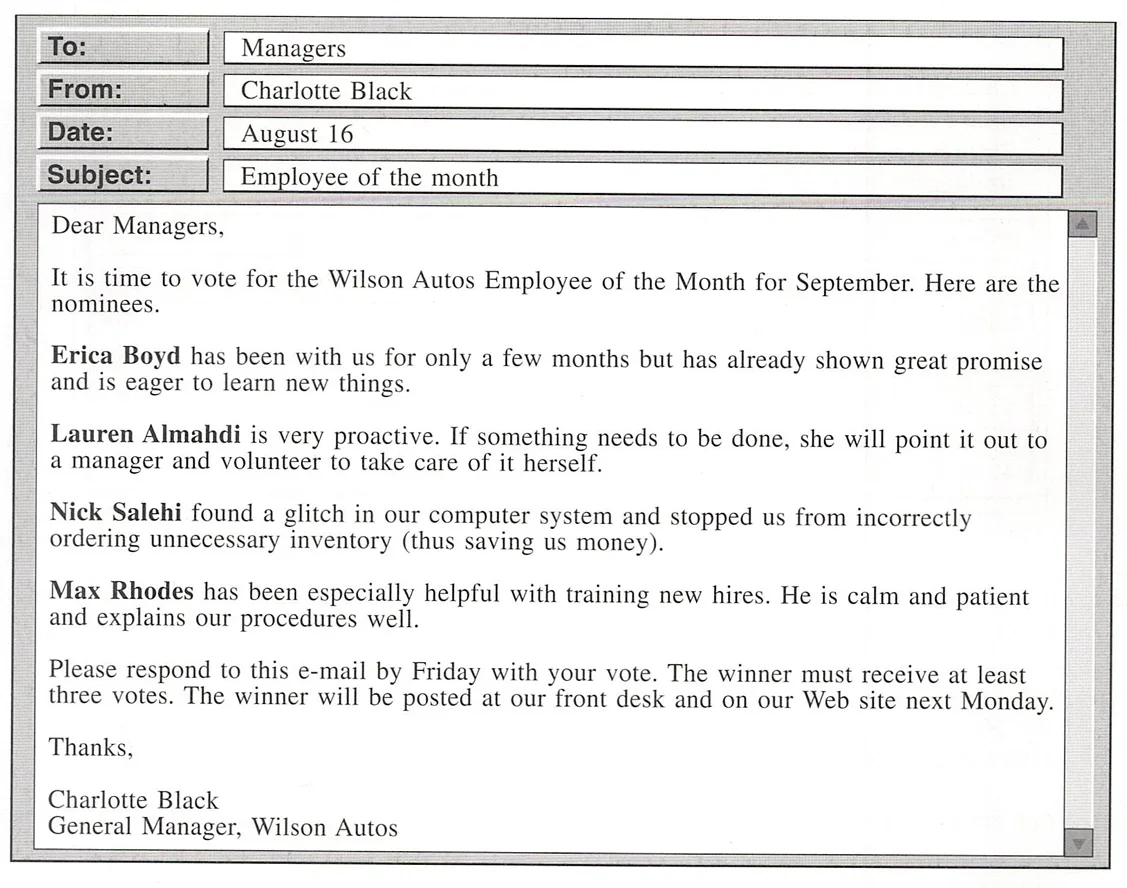 To: Managers
From: Charlotte Black
Date: August 16
Subject: Employee of the month
Dear Managers,
It is time to vote for the Wilson Autos Employee of the Month for September. Here are the
nominees.
Erica Boyd has been with us for only a few months but has already shown great promise
and is eager to learn new things.
Lauren Almahdi is very proactive. If something needs to be done, she will point it out to
a manager and volunteer to take care of it herself.
Nick Salehi found a glitch in our computer system and stopped us from incorrectly
ordering unnecessary inventory (thus saving us money).
Max Rhodes has been especially helpful with training new hires. He is calm and patient
and explains our procedures well.
Please respond to this e-mail by Friday with your vote. The winner must receive at least
three votes. The winner will be posted at our front desk and on our Web site next Monday.
Thanks,
Charlotte Black
General Manager, Wilson Autos